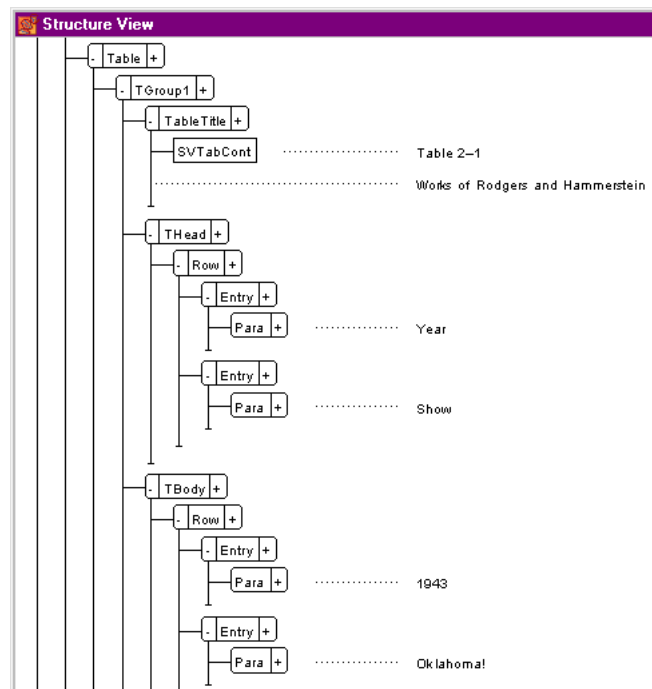 Structure View
- Table +
- TGroup1 +
- TableTitle +
SVTabCont Table 2–1
Works of Rodgers and Hammerstein
- THead +
- Row +
- Entry +
Para + Year
- Entry +
Para + Show
- TBody +
- Row +
- Entry +
Para + 1943
- Entry +
Para + Oklahoma!